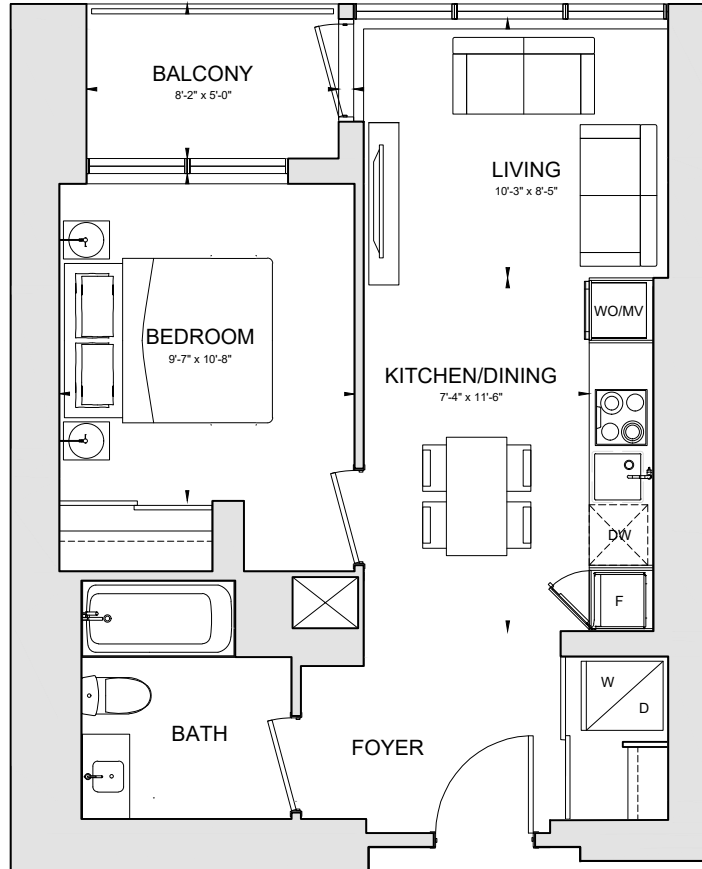 BALCONY
8'-2" x 5'-0"
LIVING
10'-3" x 8'-5"
WO/MV
BEDROOM
9'-7" x 10'-8"
KITCHEN/DINING
7'-4" x 11'-6"
DW
F
W
D
BATH
FOYER